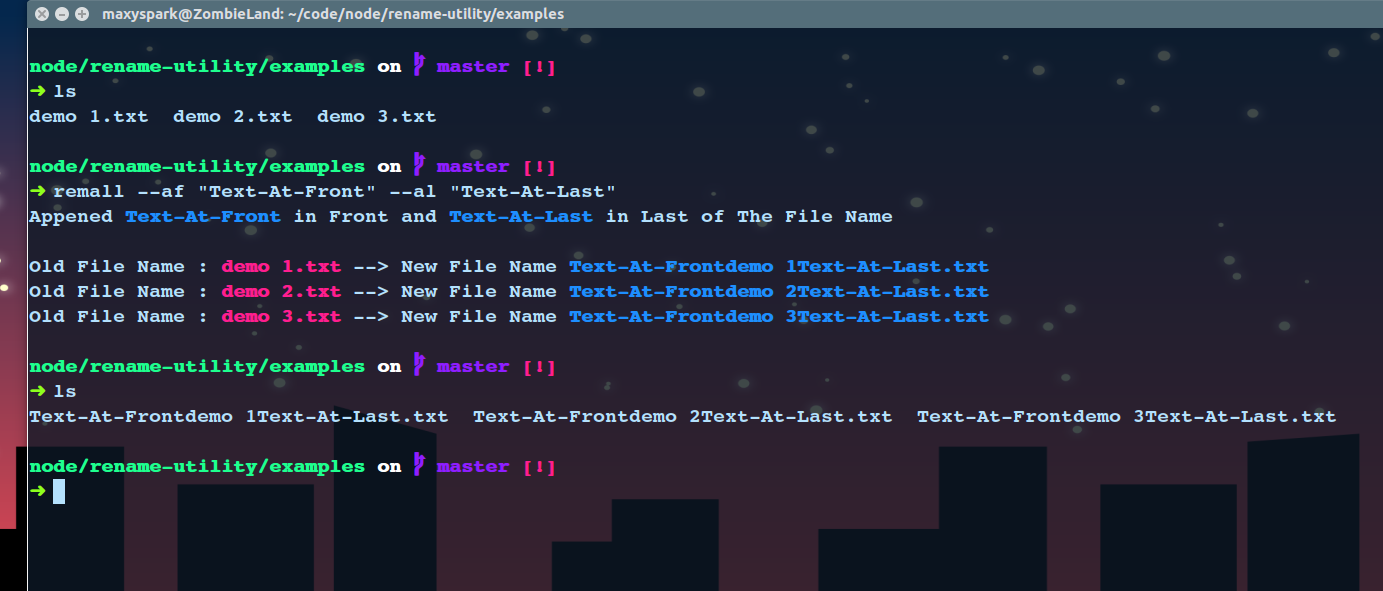 maxyspark@ZombieLand: ~/code/node/rename-utility/examples
node/rename-utility/examples on master [!]
➜ ls
demo 1.txt  demo 2.txt  demo 3.txt
node/rename-utility/examples on master [!]
➜ remall --af "Text-At-Front" --al "Text-At-Last"
Appened Text-At-Front in Front and Text-At-Last in Last of The File Name
Old File Name : demo 1.txt --> New File Name Text-At-Frontdemo 1Text-At-Last.txt
Old File Name : demo 2.txt --> New File Name Text-At-Frontdemo 2Text-At-Last.txt
Old File Name : demo 3.txt --> New File Name Text-At-Frontdemo 3Text-At-Last.txt
node/rename-utility/examples on master [!]
➜ ls
Text-At-Frontdemo 1Text-At-Last.txt  Text-At-Frontdemo 2Text-At-Last.txt  Text-At-Frontdemo 3Text-At-Last.txt
node/rename-utility/examples on master [!]
➜